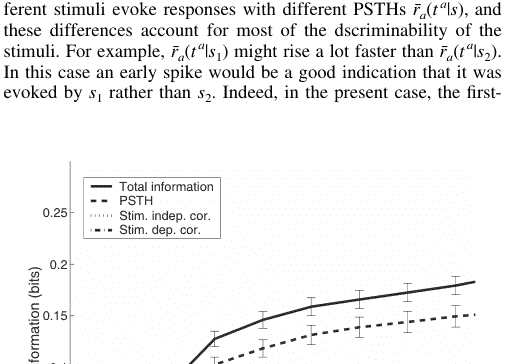 ferent stimuli evoke responses with different PSTHs r̄ₐ(tᵃ|s), and
these differences account for most of the dscriminability of the
stimuli. For example, r̄ₐ(tᵃ|s₁) might rise a lot faster than r̄ₐ(tᵃ|s₂).
In this case an early spike would be a good indication that it was
evoked by s₁ rather than s₂. Indeed, in the present case, the first-
Total information
PSTH
Stim. indep. cor.
Stim. dep. cor.
0.25
0.2
0.15
formation (bits)